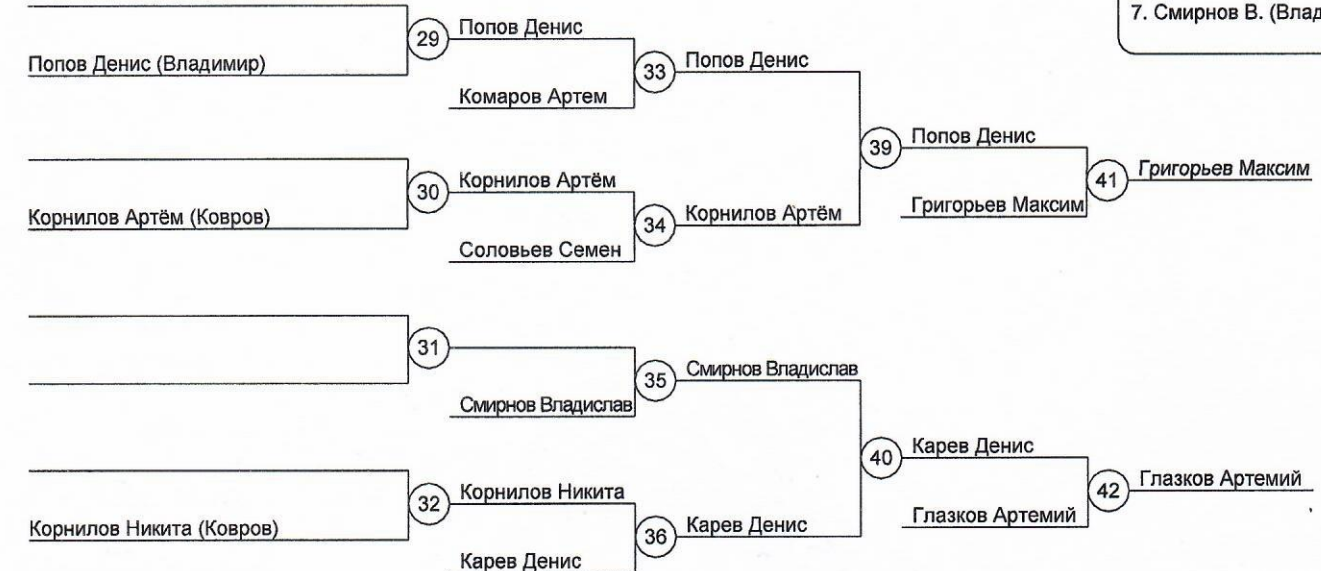 7. Смирнов В. (Влад
29
Попов Денис
Попов Денис (Владимир)
33
Попов Денис
Комаров Артем
39
Попов Денис
30
Корнилов Артём
41
Григорьев Максим
Корнилов Артём (Ковров)
34
Корнилов Артём
Григорьев Максим
Соловьев Семен
31
35
Смирнов Владислав
Смирнов Владислав
40
Карев Денис
32
Корнилов Никита
42
Глазков Артемий
Корнилов Никита (Ковров)
36
Карев Денис
Глазков Артемий
Карев Денис